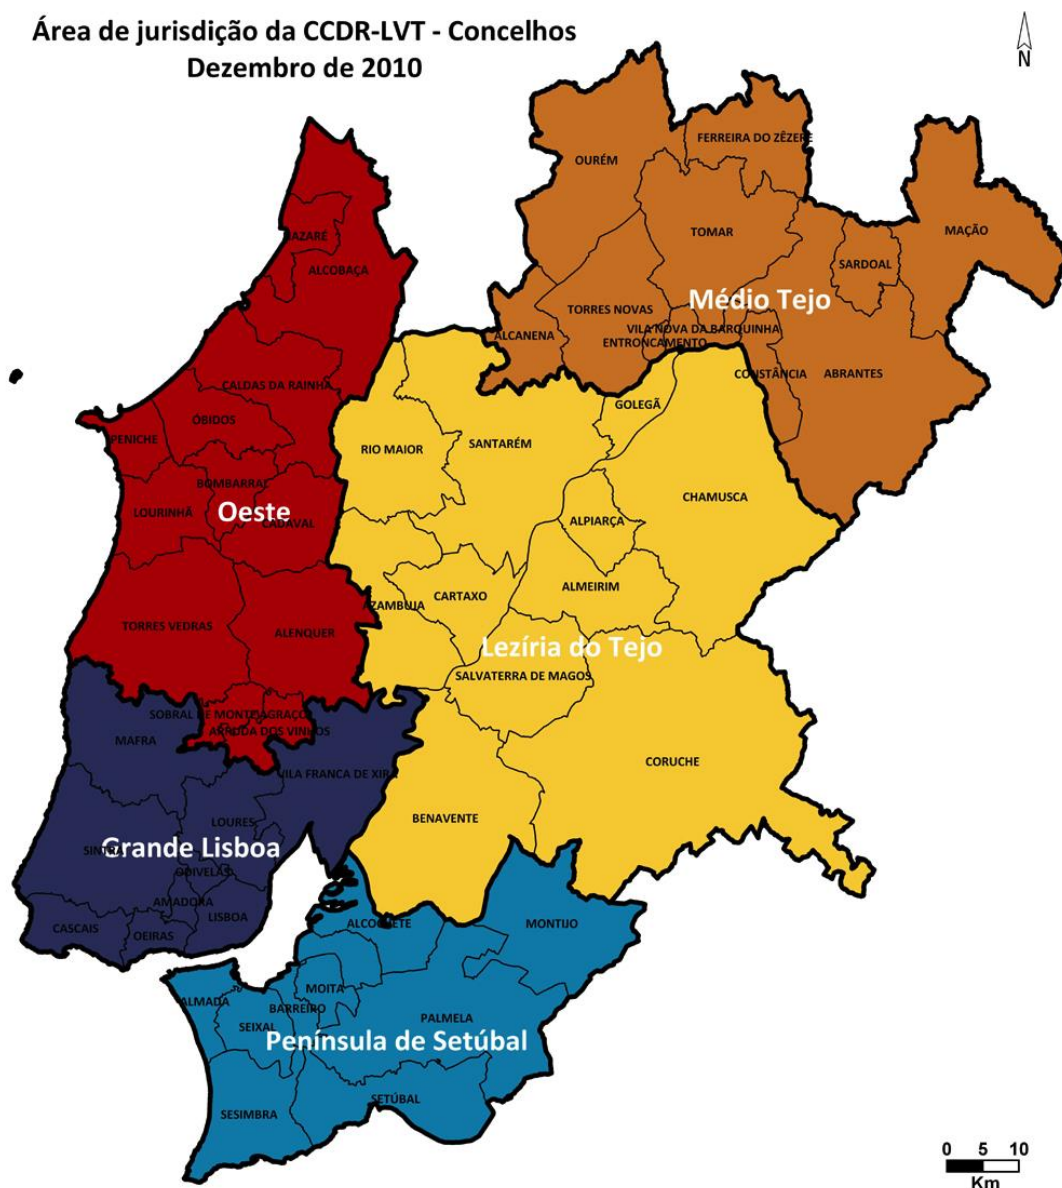 Área de jurisdição da CCDR-LVT - Concelhos
Dezembro de 2010
N
FERREIRA DO ZÊZERE
OURÉM
TOMAR
MAÇÃO
SARDOAL
AZARÉ
ALCOBAÇA
Médio Tejo
TORRES NOVAS
VILA NOVA DA BARQUINHA
ALCANENA
ENTRONCAMENTO
CONSTÂNCIA
ABRANTES
CALDAS DA RAINHA
GOLEGÃ
ÓBIDOS
PENICHE
RIO MAIOR
SANTARÉM
BOMBARRAL
CHAMUSCA
LOURINHÃ
Oeste
CADAVAL
ALPIARÇA
ALMEIRIM
CARTAXO
AZAMBUJA
TORRES VEDRAS
ALENQUER
Lezíria do Tejo
SALVATERRA DE MAGOS
SOBRAL DE MONTE AGRAÇO
ARRUDA DOS VINHOS
MAFRA
CORUCHE
VILA FRANCA DE XIRA
BENAVENTE
LOURES
Grande Lisboa
SINTRA
ODIVELAS
AMADORA
LISBOA
CASCAIS
OEIRAS
ALCOCHETE
MONTIJO
MOITA
ALMADA
BARREIRO
SEIXAL
PALMELA
Península de Setúbal
SETÚBAL
SESIMBRA
0 5 10
Km